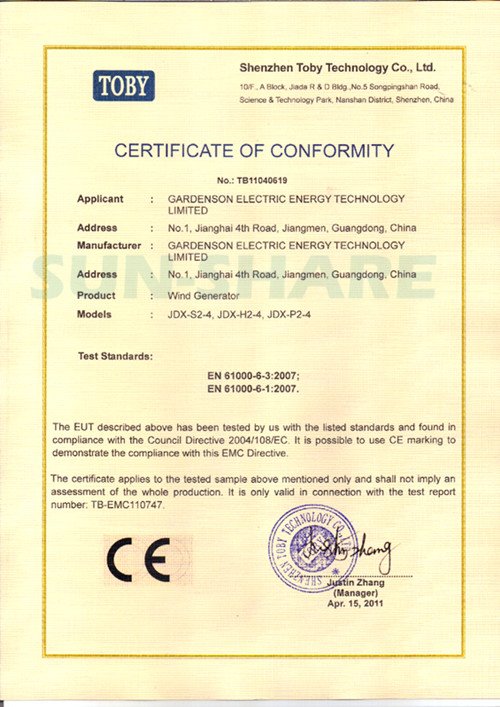 TOBY
Shenzhen Toby Technology Co., Ltd.
10/F., A Block, Jiada R & D Bldg.,No.5 Songpingshan Road,
Science & Technology Park, Nanshan District, Shenzhen, China
CERTIFICATE OF CONFORMITY
No.: TB11040619
Applicant : GARDENSON ELECTRIC ENERGY TECHNOLOGY
LIMITED
Address : No.1, Jianghai 4th Road, Jiangmen, Guangdong, China
Manufacturer : GARDENSON ELECTRIC ENERGY TECHNOLOGY
LIMITED
Address : No.1, Jianghai 4th Road, Jiangmen, Guangdong, China
SUN-SHARE
Product : Wind Generator
Models : JDX-S2-4, JDX-H2-4, JDX-P2-4
Test Standards:
EN 61000-6-3:2007;
EN 61000-6-1:2007.
The EUT described above has been tested by us with the listed standards and found in
compliance with the Council Directive 2004/108/EC. It is possible to use CE marking to
demonstrate the compliance with this EMC Directive.
The certificate applies to the tested sample above mentioned only and shall not imply an
assessment of the whole production. It is only valid in connection with the test report
number: TB-EMC110747.
CE
SHENZHEN TOBY TECHNOLOGY CO., LTD.
Justin Zhang
(Manager)
Apr. 15, 2011